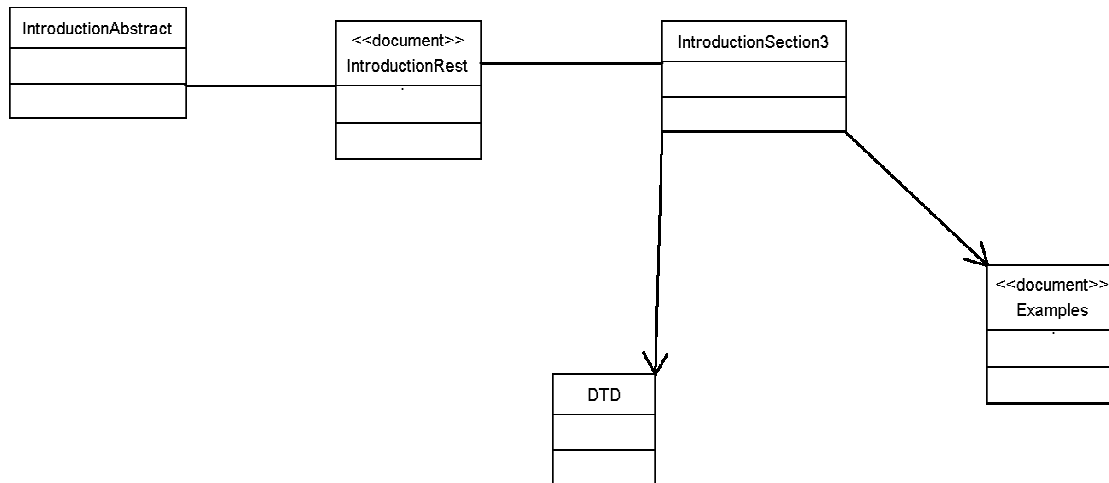 IntroductionAbstract
<<document>>
IntroductionRest
IntroductionSection3
<<document>>
Examples
DTD